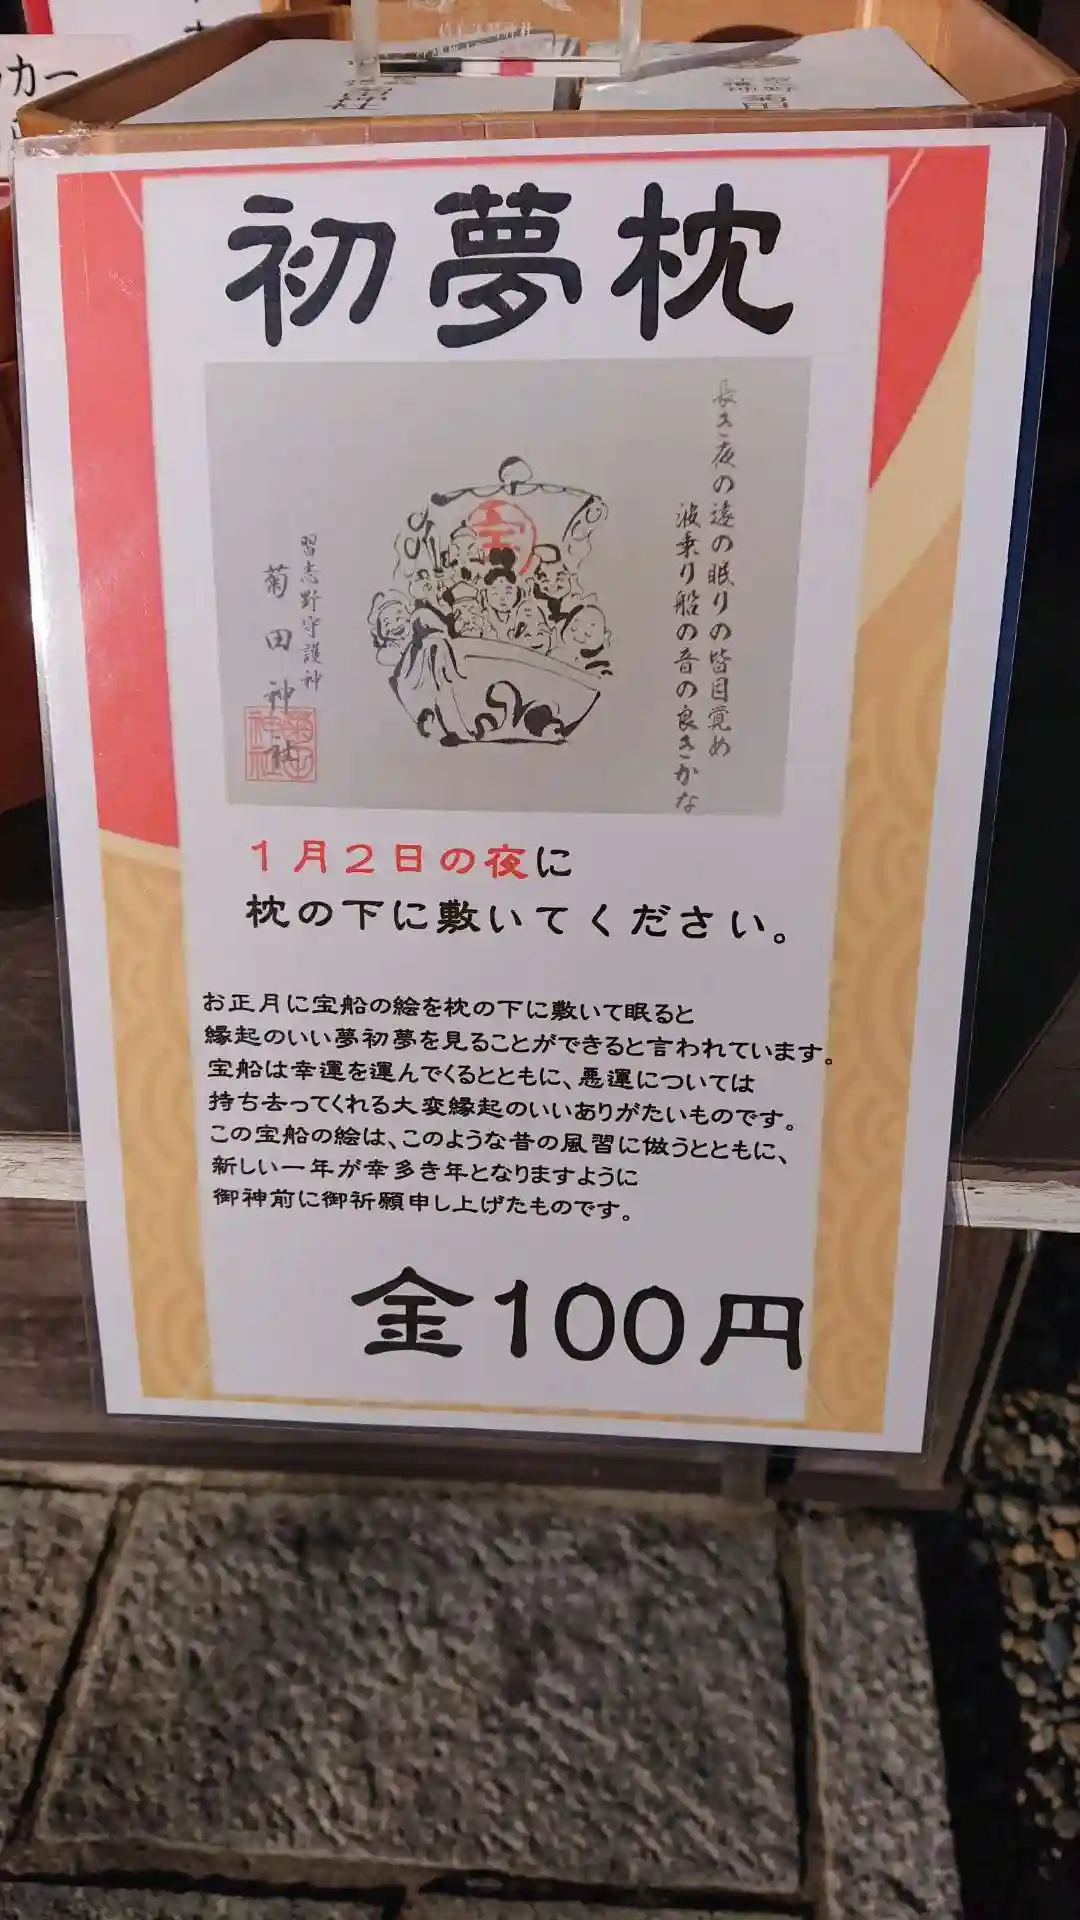 カー
初夢枕
長き夜の遠の眠りの皆目覚め
波乗り船の音の良きかな
宝
習志野守護神
菊田神社
１月２日の夜に
枕の下に敷いてください。
お正月に宝船の絵を枕の下に敷いて眠ると
縁起のいい夢初夢を見ることができると言われています。
宝船は幸運を運んでくるとともに、悪運については
持ち去ってくれる大変縁起のいいありがたいものです。
この宝船の絵は、このような昔の風習に倣うとともに、
新しい一年が幸多き年となりますように
御神前に御祈願申し上げたものです。
金100円